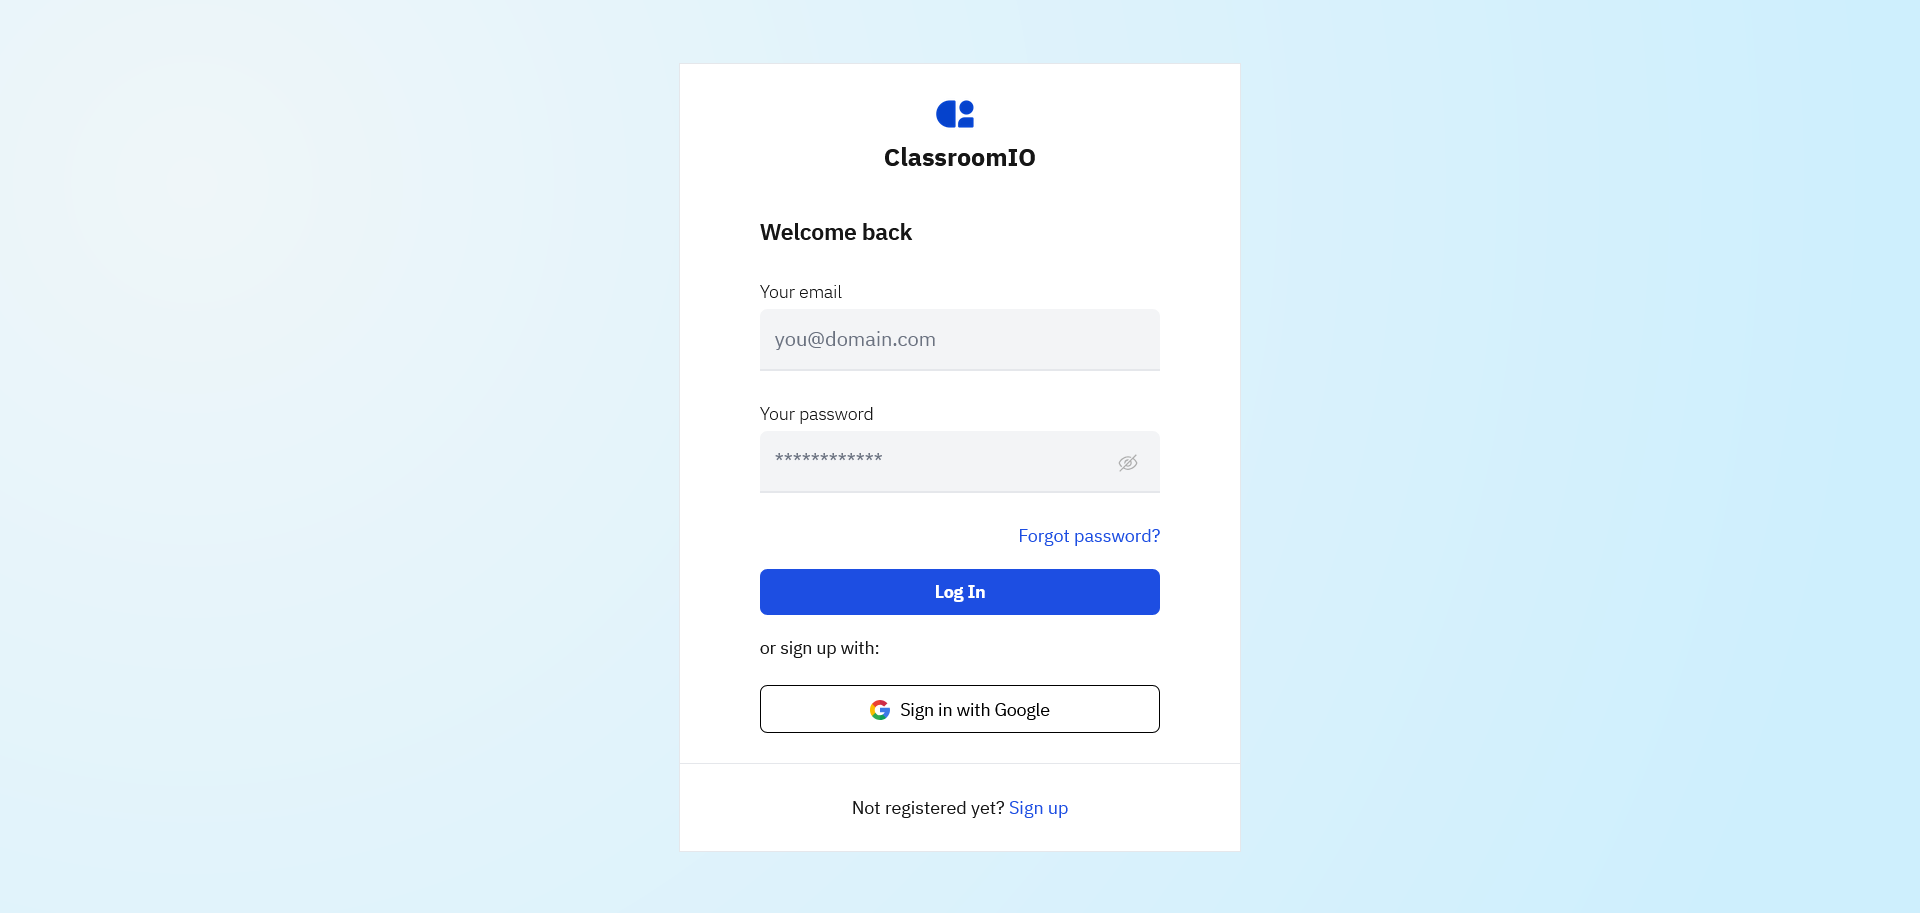 ClassroomIO
Welcome back
Your email
you@domain.com
Your password
************
Forgot password?
Log In
or sign up with:
Sign in with Google
Not registered yet? Sign up